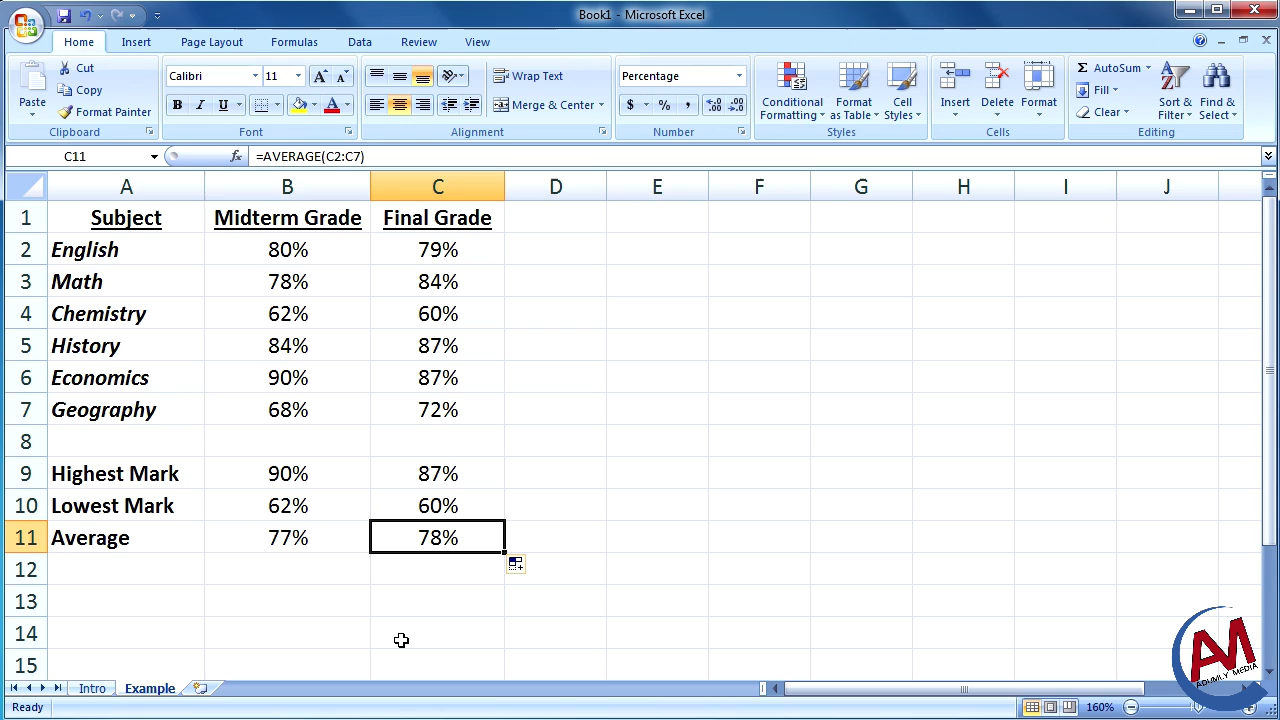 Book1 - Microsoft Excel
Home Insert Page Layout Formulas Data Review View
Paste
Cut
Copy
Format Painter
Clipboard
Calibri 11
B I U
Font
Wrap Text
Merge & Center
Alignment
Percentage
$ % ,
Number
Conditional Formatting
Format as Table
Cell Styles
Styles
Insert Delete Format
Cells
Σ AutoSum
Fill
Clear
Sort & Filter
Find & Select
Editing
C11 fx =AVERAGE(C2:C7)
A B C D E F G H I J
1 Subject Midterm Grade Final Grade
2 English 80% 79%
3 Math 78% 84%
4 Chemistry 62% 60%
5 History 84% 87%
6 Economics 90% 87%
7 Geography 68% 72%
8
9 Highest Mark 90% 87%
10 Lowest Mark 62% 60%
11 Average 77% 78%
12
13
14
15
Intro Example
Ready 160%
AM